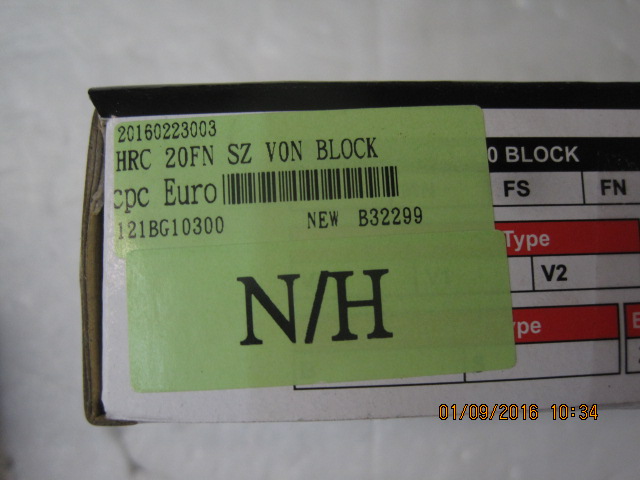 20160223003
HRC 20FN SZ V0N BLOCK
cpc Euro
121BG10300 NEW B32299
N/H
0 BLOCK
FS FN
Type
V2
ype
01/09/2016 10:34